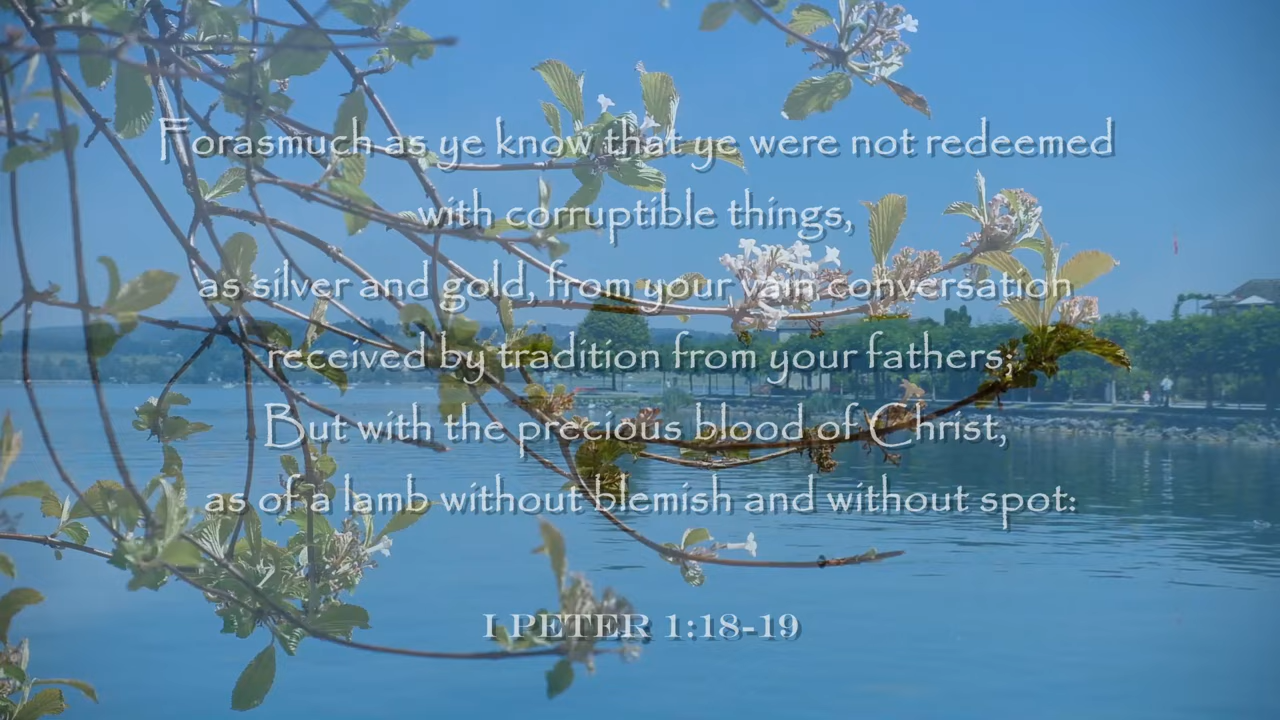 Forasmuch as ye know that ye were not redeemed
with corruptible things,
as silver and gold, from your vain conversation
received by tradition from your fathers;
But with the precious blood of Christ,
as of a lamb without blemish and without spot:
I PETER 1:18-19